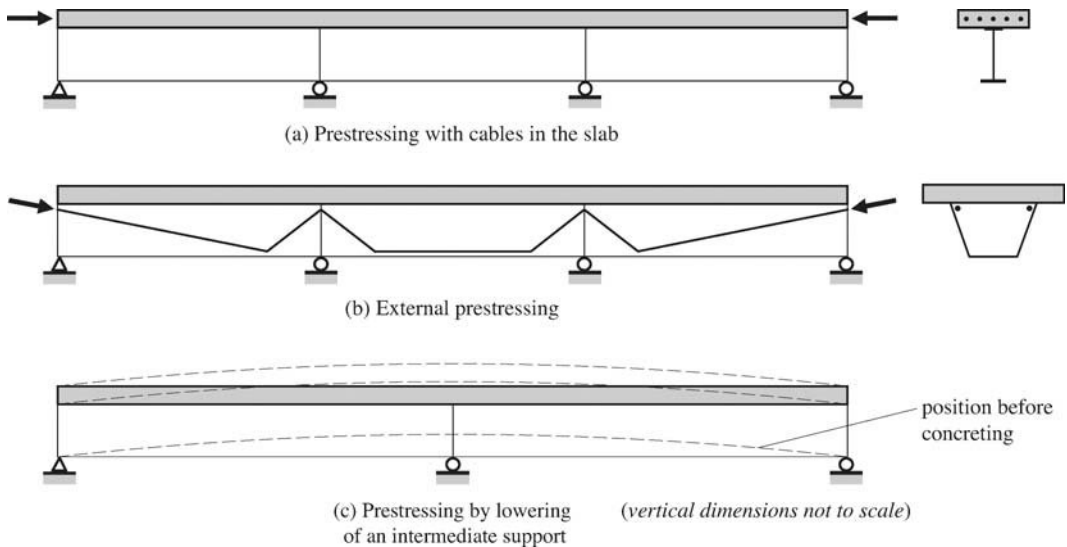 (a) Prestressing with cables in the slab
(b) External prestressing
position before
concreting
(c) Prestressing by lowering
of an intermediate support
(vertical dimensions not to scale)